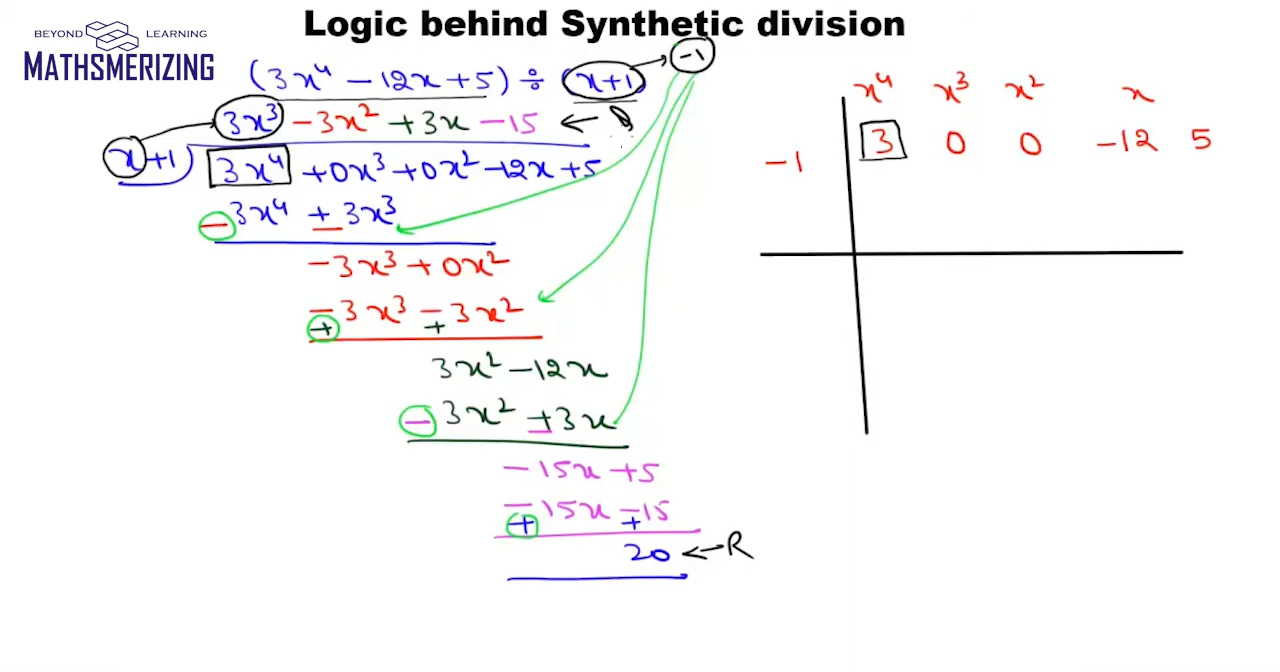 Logic behind Synthetic division
BEYOND LEARNING
MATHSMERIZING
(3x⁴ - 12x + 5) ÷ (x+1) → -1
3x³ - 3x² + 3x - 15 ←
x+1) 3x⁴ + 0x³ + 0x² - 12x + 5
- 3x⁴ + 3x³
-
- 3x³ + 0x²
- 3x³ - 3x²
+ +
3x² - 12x
- 3x² + 3x
-
- 15x + 5
- 15x - 15
+ +
20 ← R
x⁴ x³ x² x
3 0 0 -12 5
-1